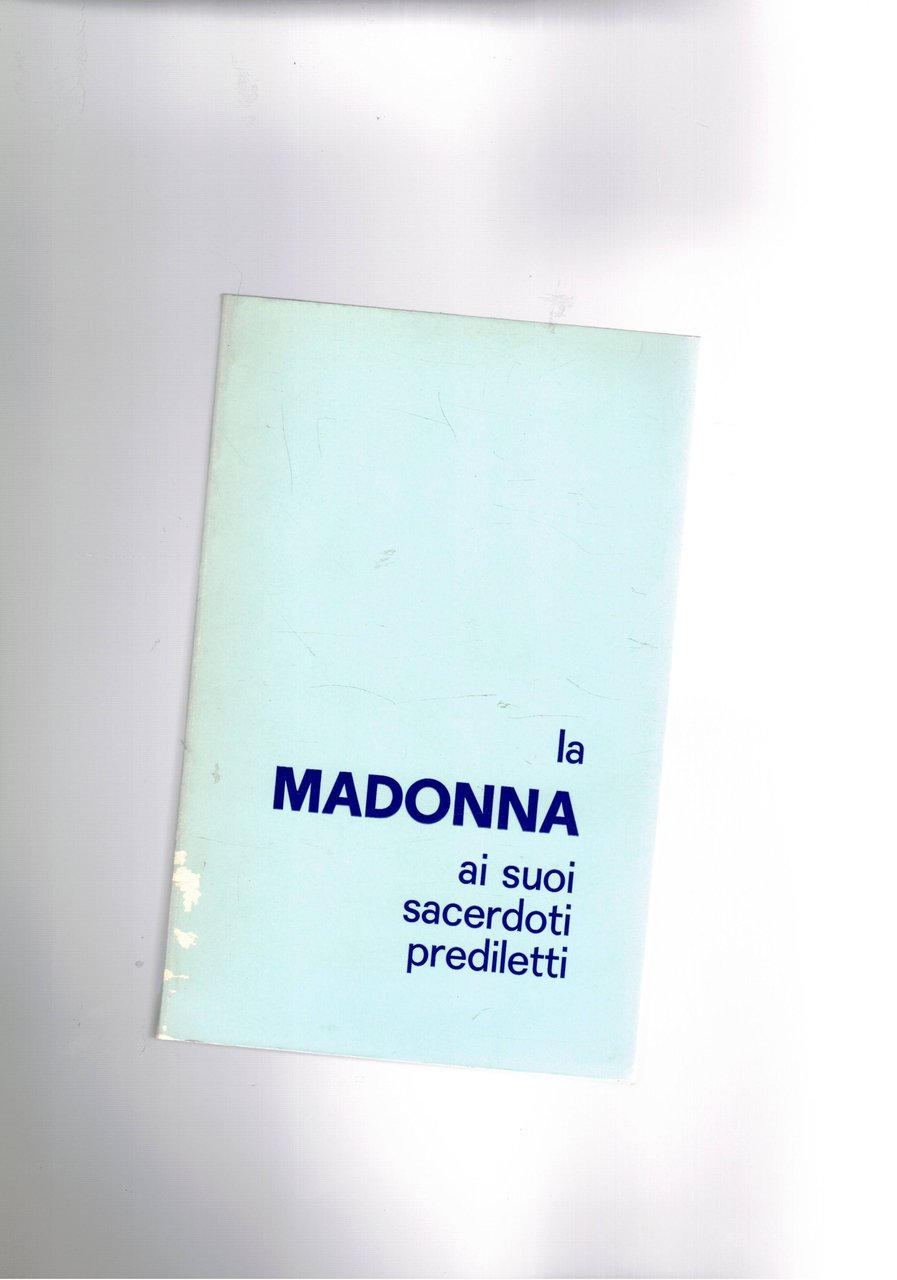 la
MADONNA
ai suoi
sacerdoti
prediletti